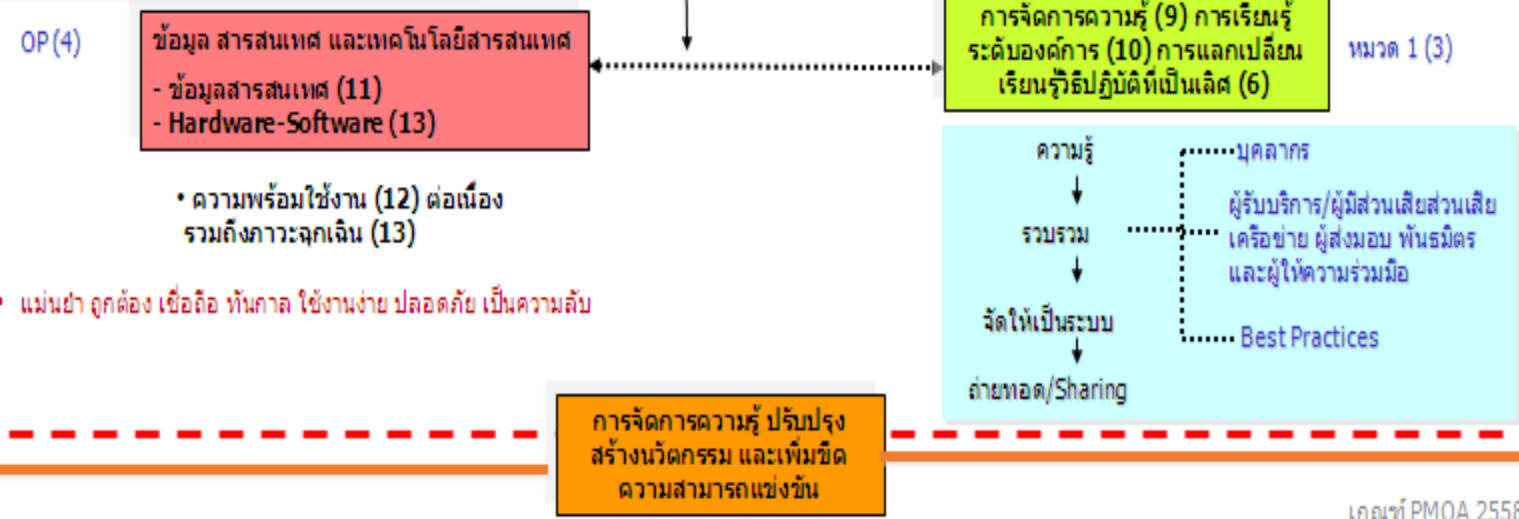 OP (4)
ข้อมูล สารสนเทศ และเทคโนโลยีสารสนเทศ
- ข้อมูลสารสนเทศ (11)
- Hardware-Software (13)
การจัดการความรู้ (9) การเรียนรู้
ระดับองค์การ (10) การแลกเปลี่ยน
เรียนรู้วิธีปฏิบัติที่เป็นเลิศ (6)
หมวด 1 (3)
• ความพร้อมใช้งาน (12) ต่อเนื่อง
รวมถึงภาวะฉุกเฉิน (13)
• แม่นยำ ถูกต้อง เชื่อถือ ทันกาล ใช้งานง่าย ปลอดภัย เป็นความลับ
ความรู้
รวบรวม
จัดให้เป็นระบบ
ถ่ายทอด/Sharing
บุคลากร
ผู้รับบริการ/ผู้มีส่วนเสียส่วนเสีย
เครือข่าย ผู้ส่งมอบ พันธมิตร
และผู้ให้ความร่วมมือ
Best Practices
การจัดการความรู้ ปรับปรุง
สร้างนวัตกรรม และเพิ่มขีด
ความสามารถแข่งขัน
เกณฑ์ PMQA 2558